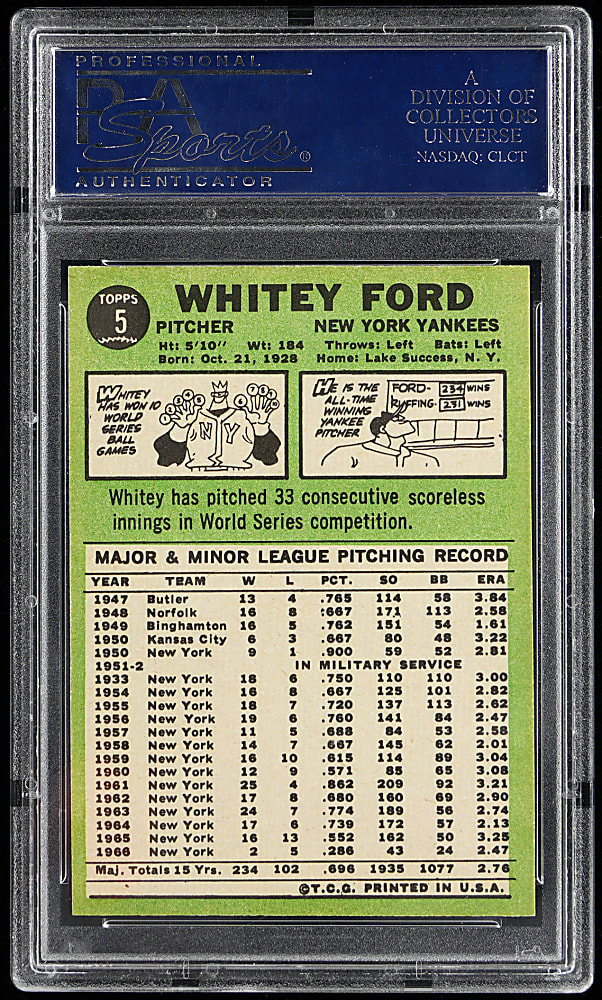 PROFESSIONAL
PSA
Sports ®
AUTHENTICATOR
A
DIVISION OF
COLLECTORS
UNIVERSE
NASDAQ: CLCT
TOPPS
5
WHITEY FORD
PITCHER NEW YORK YANKEES
Ht: 5'10" Wt: 184 Throws: Left Bats: Left
Born: Oct. 21, 1928 Home: Lake Success, N. Y.
WHITEY
HAS WON 10
WORLD
SERIES
BALL
GAMES
NY
HE IS THE
ALL-TIME
WINNING
YANKEE
PITCHER
FORD- 234 WINS
RUFFING- 231 WINS
Whitey has pitched 33 consecutive scoreless
innings in World Series competition.
MAJOR & MINOR LEAGUE PITCHING RECORD
YEAR TEAM W L PCT. SO BB ERA
1947 Butler 13 4 .765 114 58 3.84
1948 Norfolk 16 8 .667 171 113 2.58
1949 Binghamton 16 5 .762 151 54 1.61
1950 Kansas City 6 3 .667 80 48 3.22
1950 New York 9 1 .900 59 52 2.81
1951-2 IN MILITARY SERVICE
1933 New York 18 6 .750 110 110 3.00
1954 New York 16 8 .667 125 101 2.82
1955 New York 18 7 .720 137 113 2.62
1956 New York 19 6 .760 141 84 2.47
1957 New York 11 5 .688 84 53 2.58
1958 New York 14 7 .667 145 62 2.01
1959 New York 16 10 .615 114 89 3.04
1960 New York 12 9 .571 85 65 3.08
1961 New York 25 4 .862 209 92 3.21
1962 New York 17 8 .680 160 69 2.90
1963 New York 24 7 .774 189 56 2.74
1964 New York 17 6 .739 172 57 2.13
1965 New York 16 13 .552 162 50 3.25
1966 New York 2 5 .286 43 24 2.47
Maj. Totals 15 Yrs. 234 102 .696 1935 1077 2.76
©T.C.G. PRINTED IN U.S.A.